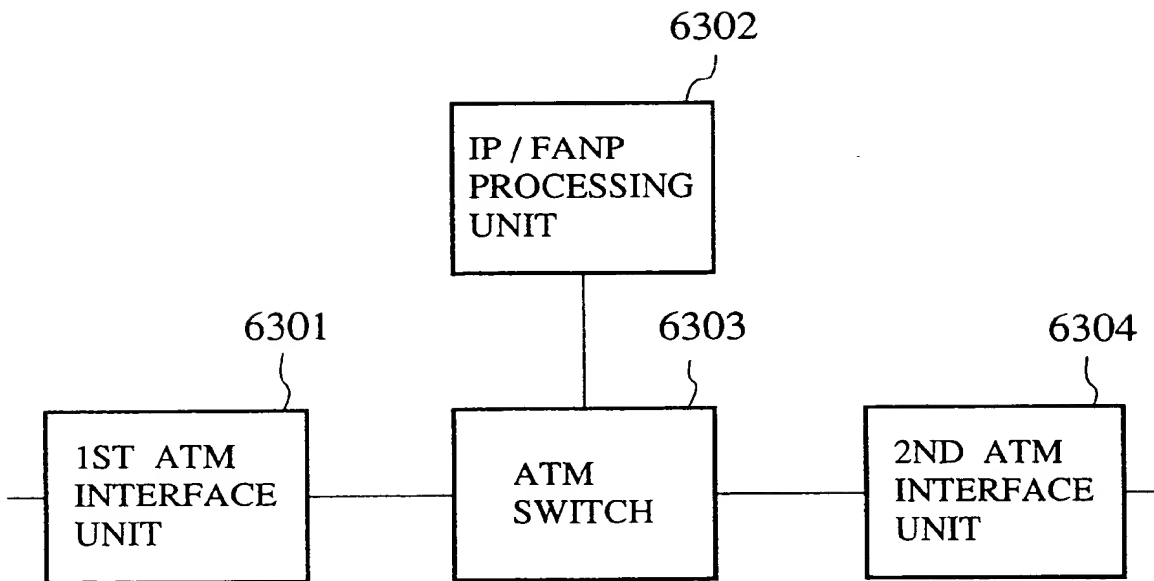 6302
IP / FANP
PROCESSING
UNIT
6301
6303
6304
1ST ATM
INTERFACE
UNIT
ATM
SWITCH
2ND ATM
INTERFACE
UNIT